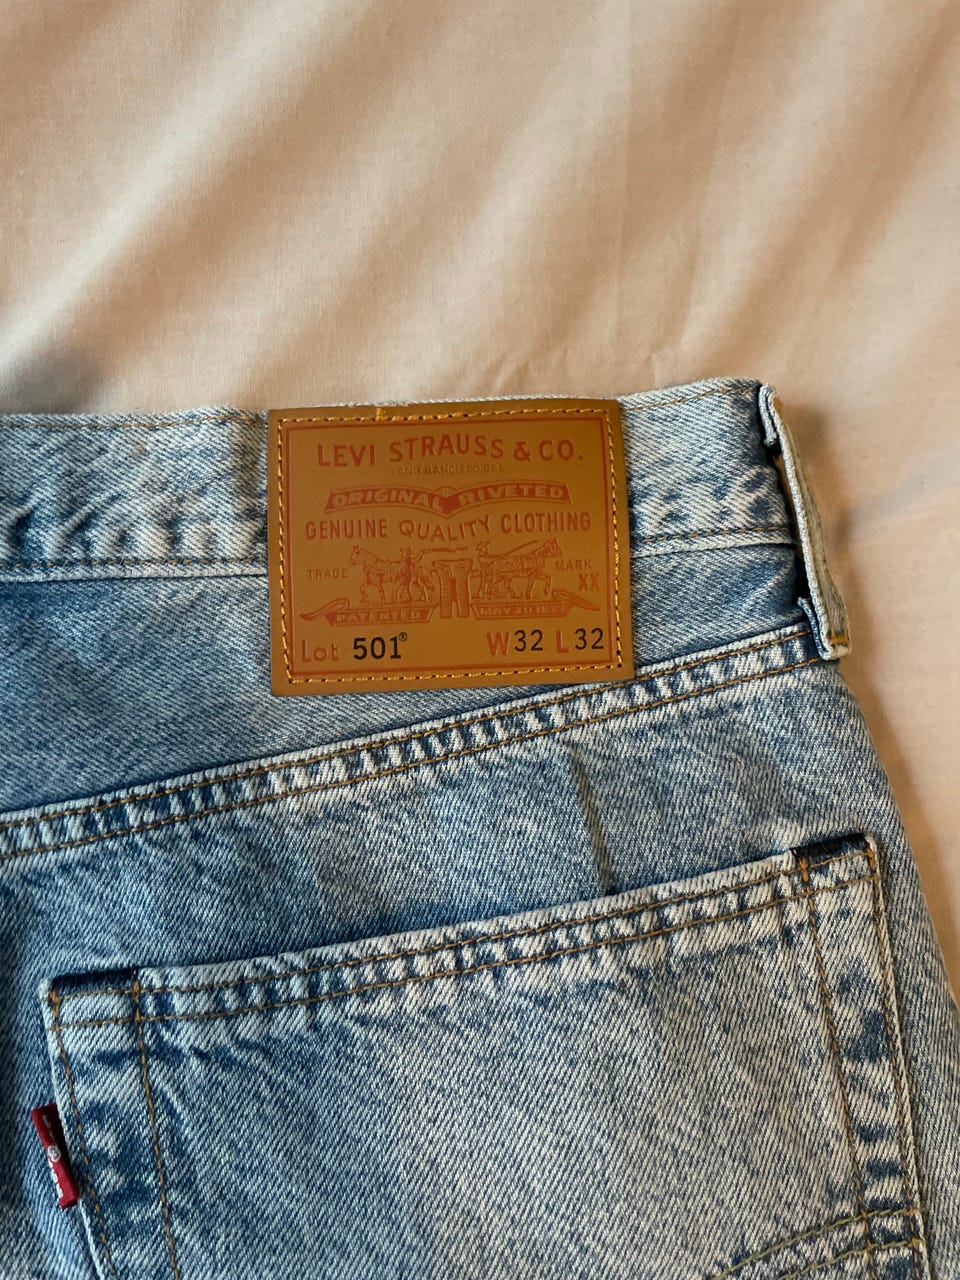 LEVI STRAUSS & CO.
SAN FRANCISCO CAL
ORIGINAL RIVETED
GENUINE QUALITY CLOTHING
TRADE MARK
XX
PATENTED MAY 20 1873
Lot 501® W32 L32